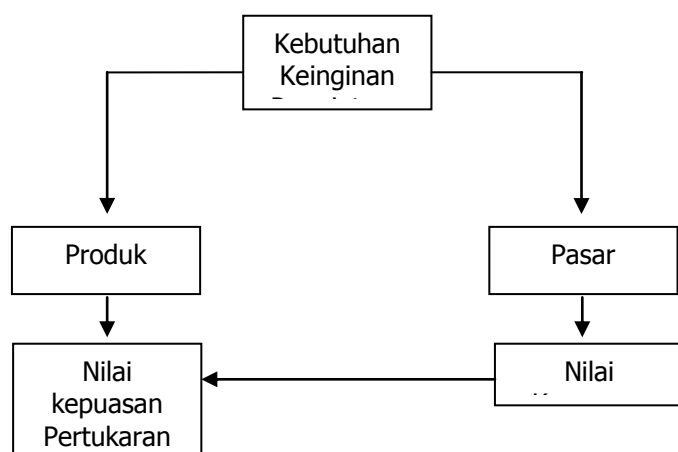 Kebutuhan
Keinginan
Produk
Pasar
Nilai
kepuasan
Pertukaran
Nilai